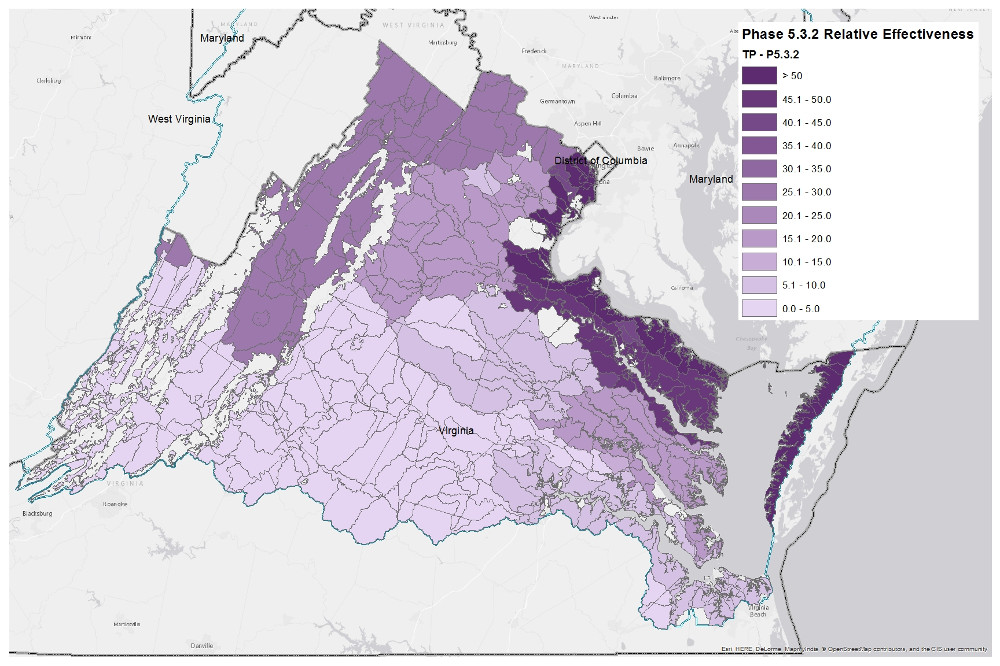 NEW JERSEY
Westminster
MARYLAND
WEST VIRGINIA
Fairmont
Maryland
Martinsburg
Phase 5.3.2 Relative Effectiveness
Frederick
TP - P5.3.2
MARYLAND
> 50
Clarksburg
Baltimore
Columbia
45.1 - 50.0
Germantown
West Virginia
Aspen Hill
40.1 - 45.0
Annapolis
35.1 - 40.0
Bowie
District of Columbia
30.1 - 35.0
Maryland
25.1 - 30.0
20.1 - 25.0
15.1 - 20.0
10.1 - 15.0
California
5.1 - 10.0
0.0 - 5.0
Chesapeake
Bay
Virginia
VIRGINIA
Roanoke
Blacksburg
Virginia
Beach
Martinsville
Danville
Esri, HERE, DeLorme, MapmyIndia, © OpenStreetMap contributors, and the GIS user community